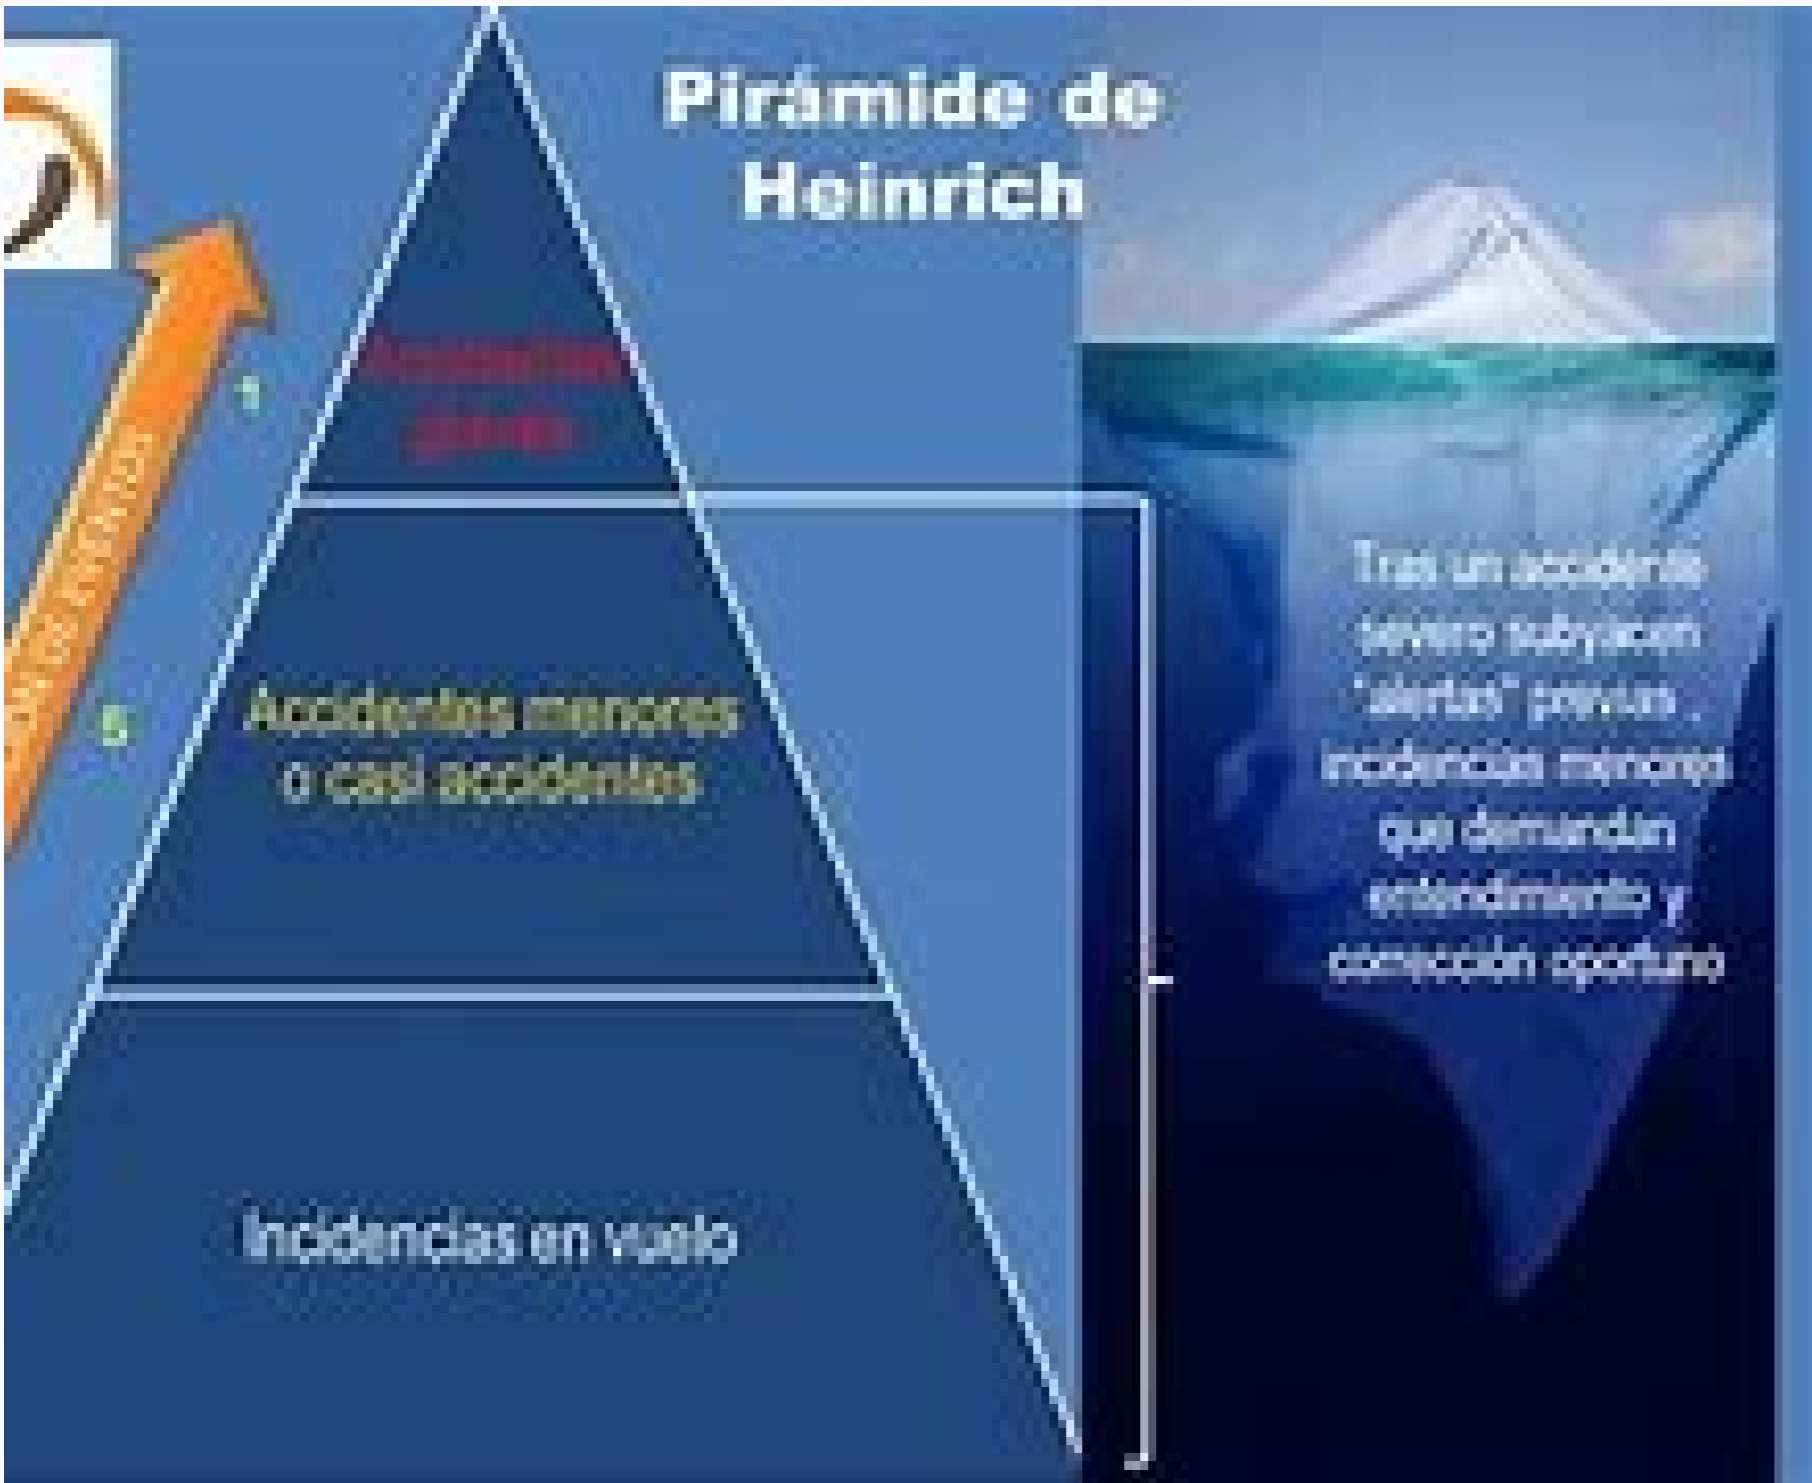 Pirámide de
Heinrich
Accidentes menores
o casi accidentes
Incidencias en vuelo
Tras un accidente
severo subyacen
"alertas" previas ,
incidencias menores
que demandan
entendimiento y
corrección oportuno